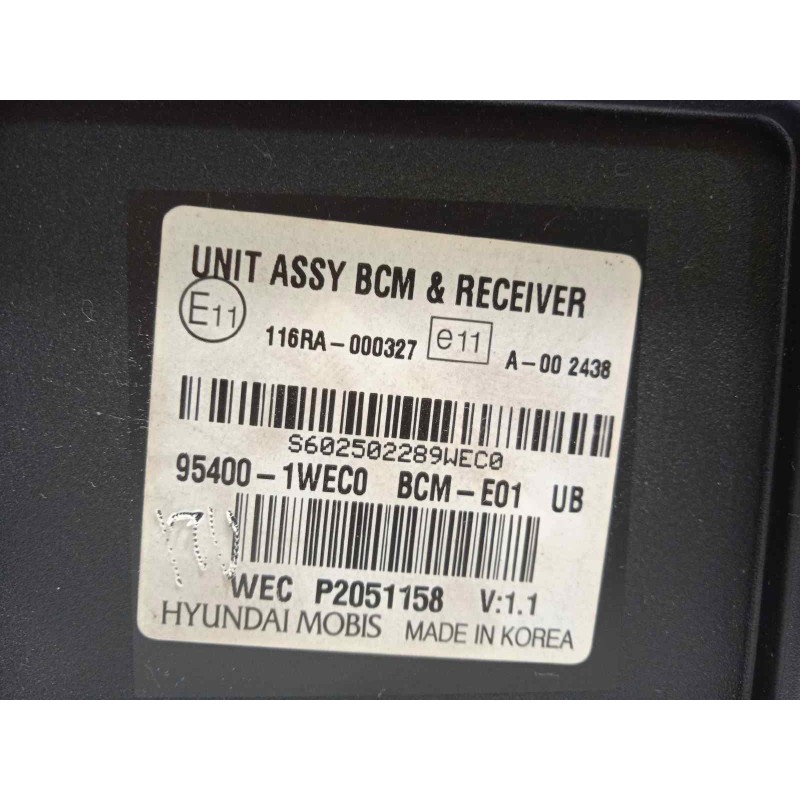 UNIT ASSY BCM & RECEIVER
E11 116RA-000327 e11 A-00 2438
S602502289WEC0
95400-1WEC0 BCM-E01 UB
WEC P2051158 V:1.1
HYUNDAI MOBIS MADE IN KOREA